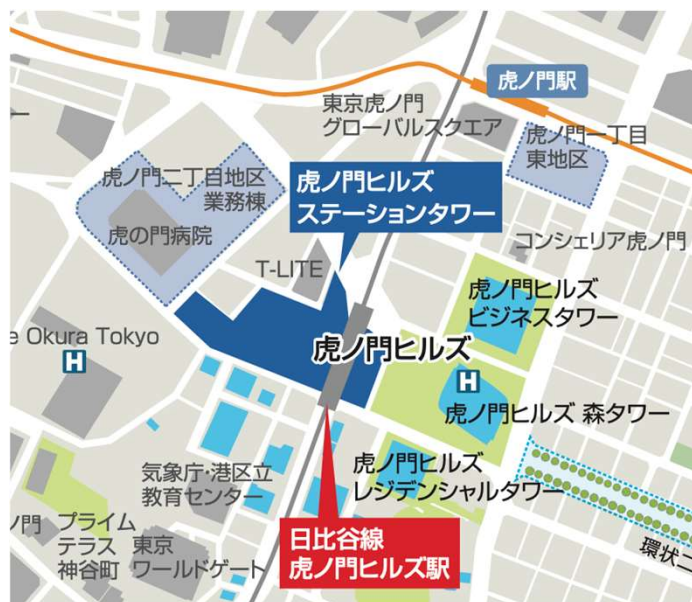 虎ノ門駅
東京虎ノ門
グローバルスクエア
虎ノ門一丁目
東地区
虎ノ門二丁目地区
業務棟
虎の門病院
虎ノ門ヒルズ
ステーションタワー
コンシェリア虎ノ門
T-LITE
虎ノ門ヒルズ
ビジネスタワー
e Okura Tokyo
H
虎ノ門ヒルズ
H
虎ノ門ヒルズ 森タワー
虎ノ門ヒルズ
レジデンシャルタワー
気象庁・港区立
教育センター
ノ門
プライム
テラス
神谷町
東京
ワールドゲート
日比谷線
虎ノ門ヒルズ駅
環状二